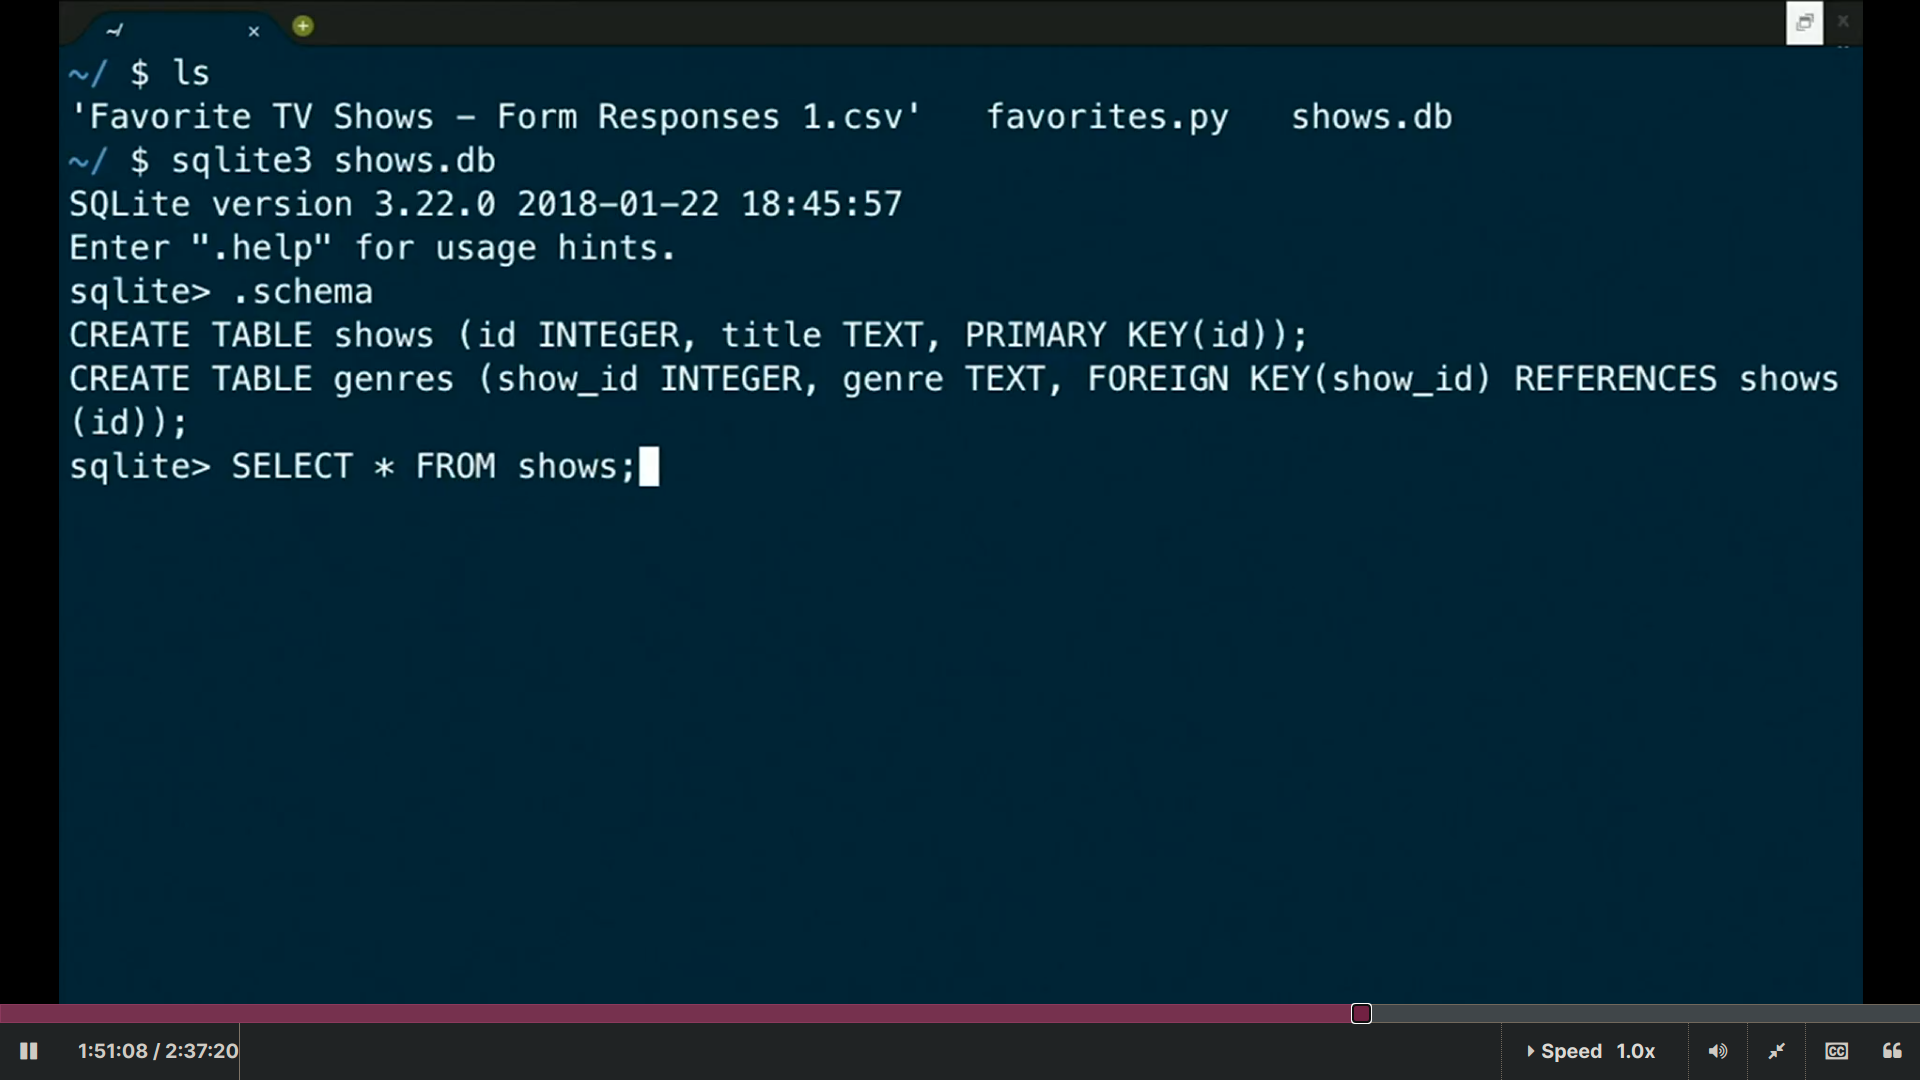 ~/
~/ $ ls
'Favorite TV Shows – Form Responses 1.csv'   favorites.py   shows.db
~/ $ sqlite3 shows.db
SQLite version 3.22.0 2018–01–22 18:45:57
Enter ".help" for usage hints.
sqlite> .schema
CREATE TABLE shows (id INTEGER, title TEXT, PRIMARY KEY(id));
CREATE TABLE genres (show_id INTEGER, genre TEXT, FOREIGN KEY(show_id) REFERENCES shows
(id));
sqlite> SELECT * FROM shows;
1:51:08 / 2:37:20 Speed 1.0x CC